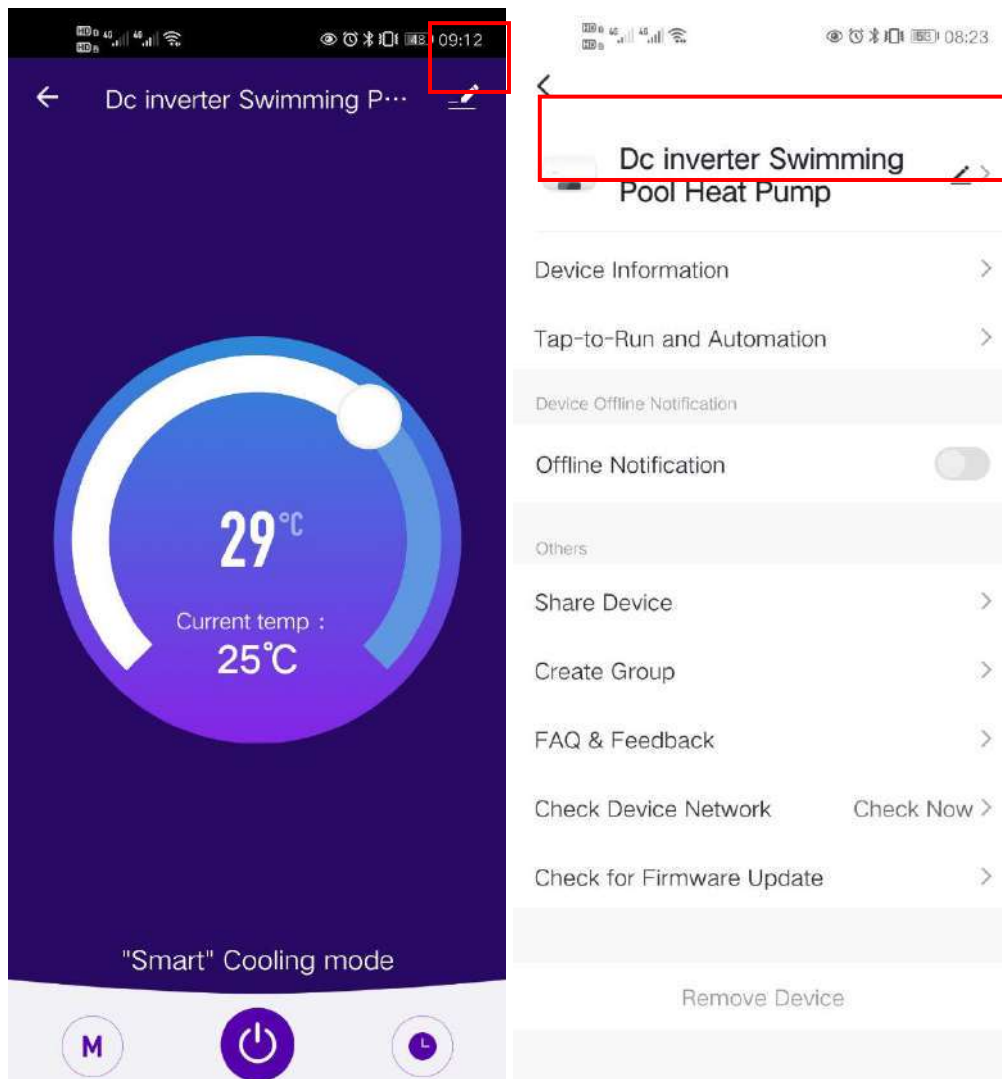 09:12
Dc inverter Swimming P···
29°C
Current temp :
25°C
"Smart" Cooling mode
M
08:23
Dc inverter Swimming
Pool Heat Pump
Device Information
Tap-to-Run and Automation
Device Offline Notification
Offline Notification
Others
Share Device
Create Group
FAQ & Feedback
Check Device Network Check Now
Check for Firmware Update
Remove Device